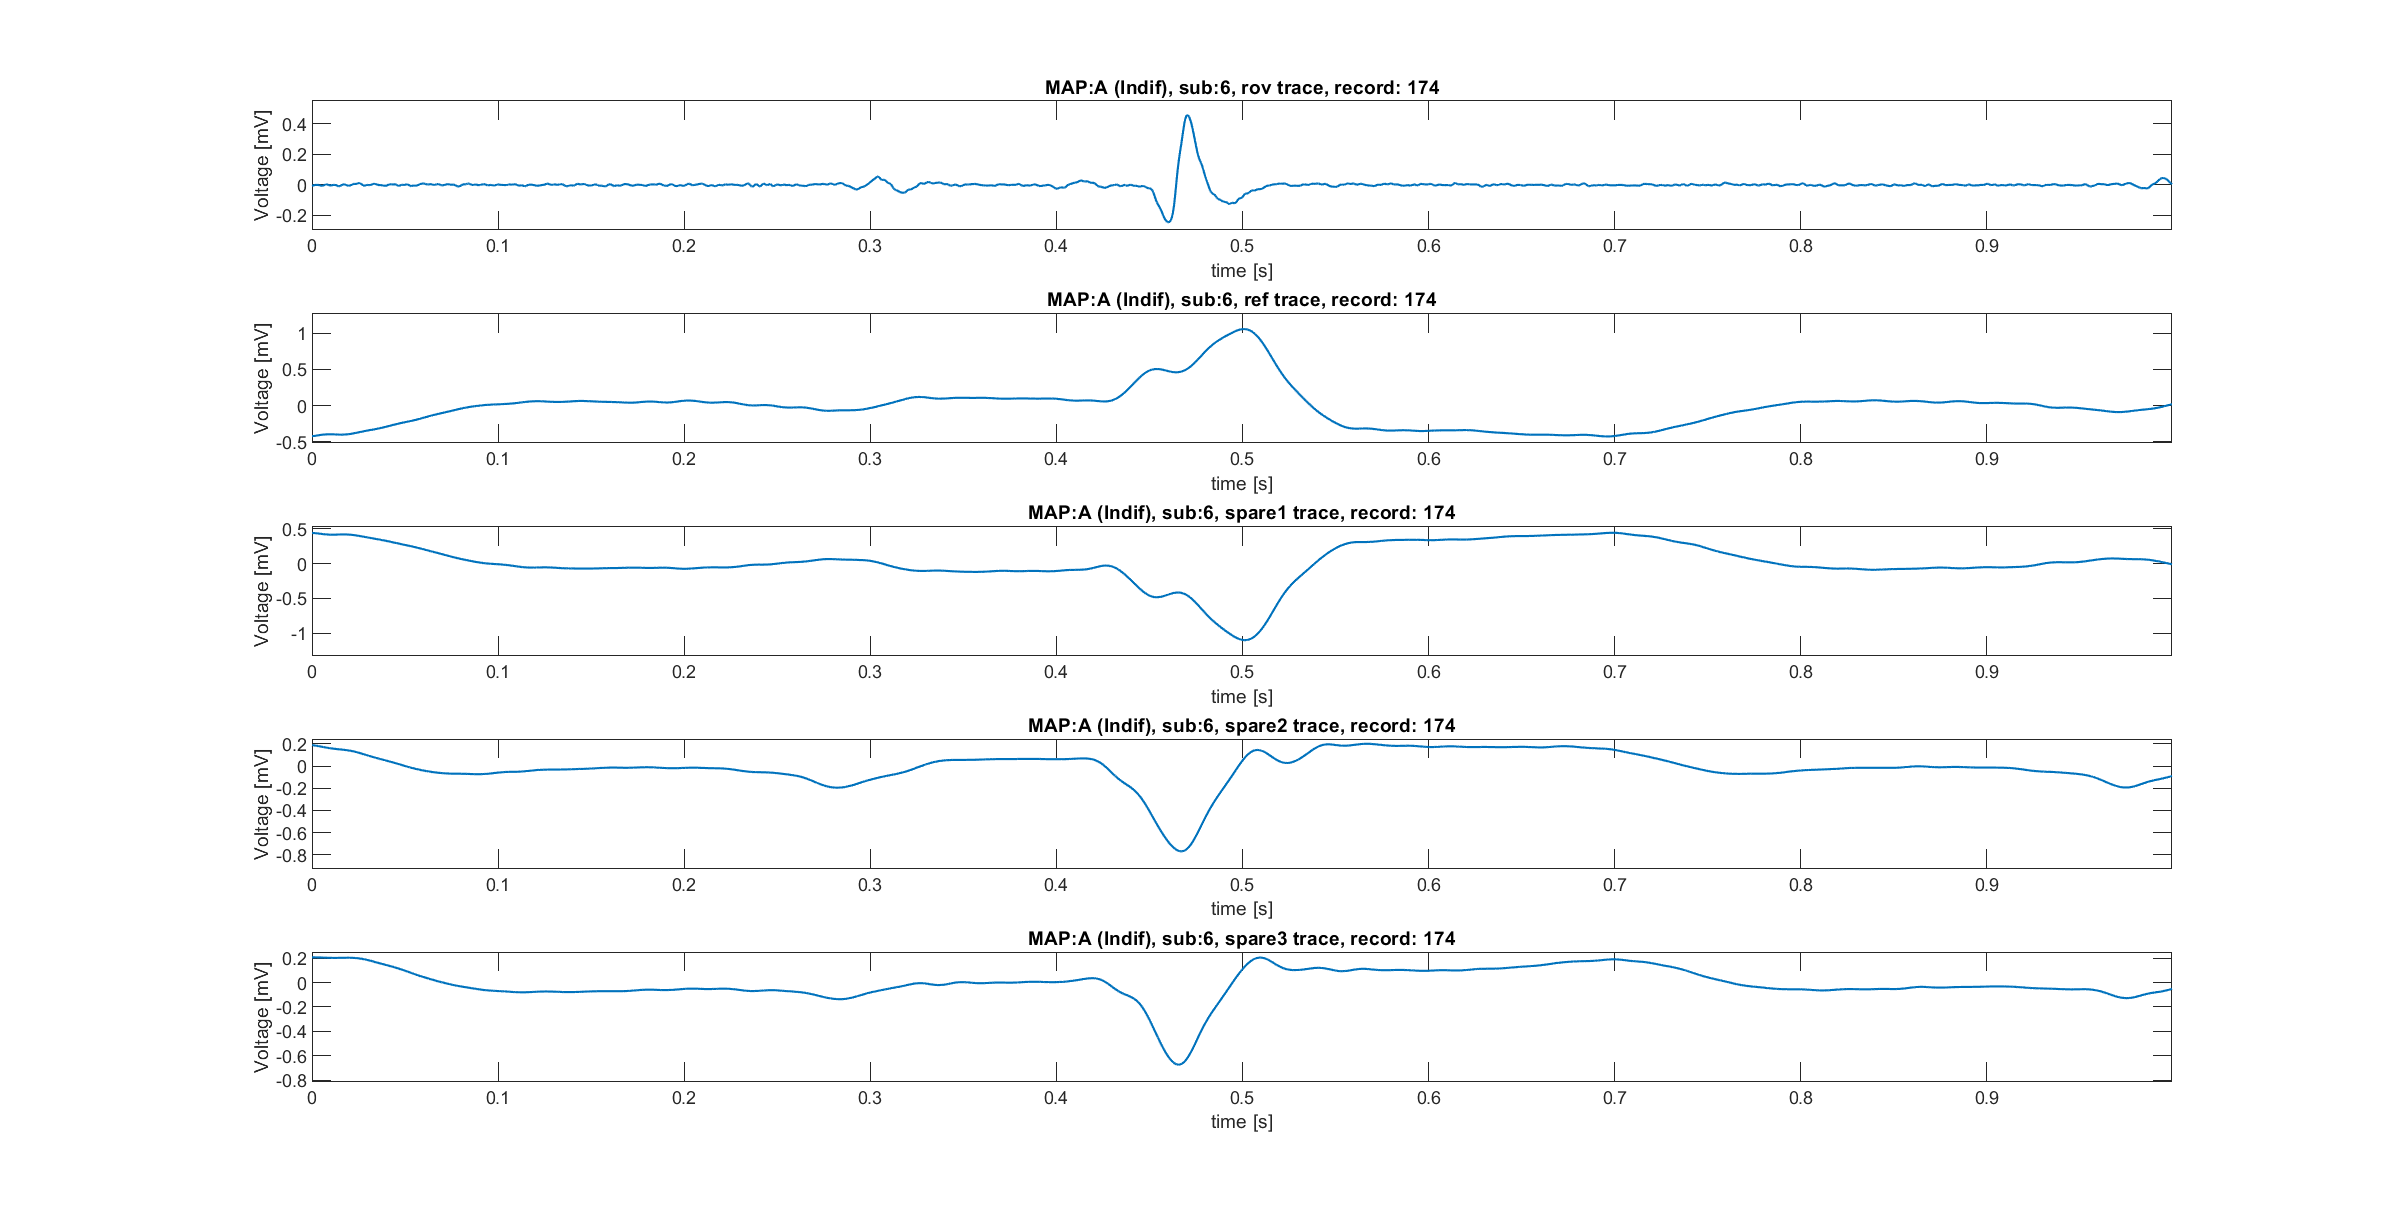 MAP:A (Indif), sub:6, rov trace, record: 174
Voltage [mV]
0.4
0.2
0
-0.2
0 0.1 0.2 0.3 0.4 0.5 0.6 0.7 0.8 0.9
time [s]
MAP:A (Indif), sub:6, ref trace, record: 174
Voltage [mV]
1
0.5
0
-0.5
0 0.1 0.2 0.3 0.4 0.5 0.6 0.7 0.8 0.9
time [s]
MAP:A (Indif), sub:6, spare1 trace, record: 174
Voltage [mV]
0.5
0
-0.5
-1
0 0.1 0.2 0.3 0.4 0.5 0.6 0.7 0.8 0.9
time [s]
MAP:A (Indif), sub:6, spare2 trace, record: 174
Voltage [mV]
0.2
0
-0.2
-0.4
-0.6
-0.8
0 0.1 0.2 0.3 0.4 0.5 0.6 0.7 0.8 0.9
time [s]
MAP:A (Indif), sub:6, spare3 trace, record: 174
Voltage [mV]
0.2
0
-0.2
-0.4
-0.6
-0.8
0 0.1 0.2 0.3 0.4 0.5 0.6 0.7 0.8 0.9
time [s]